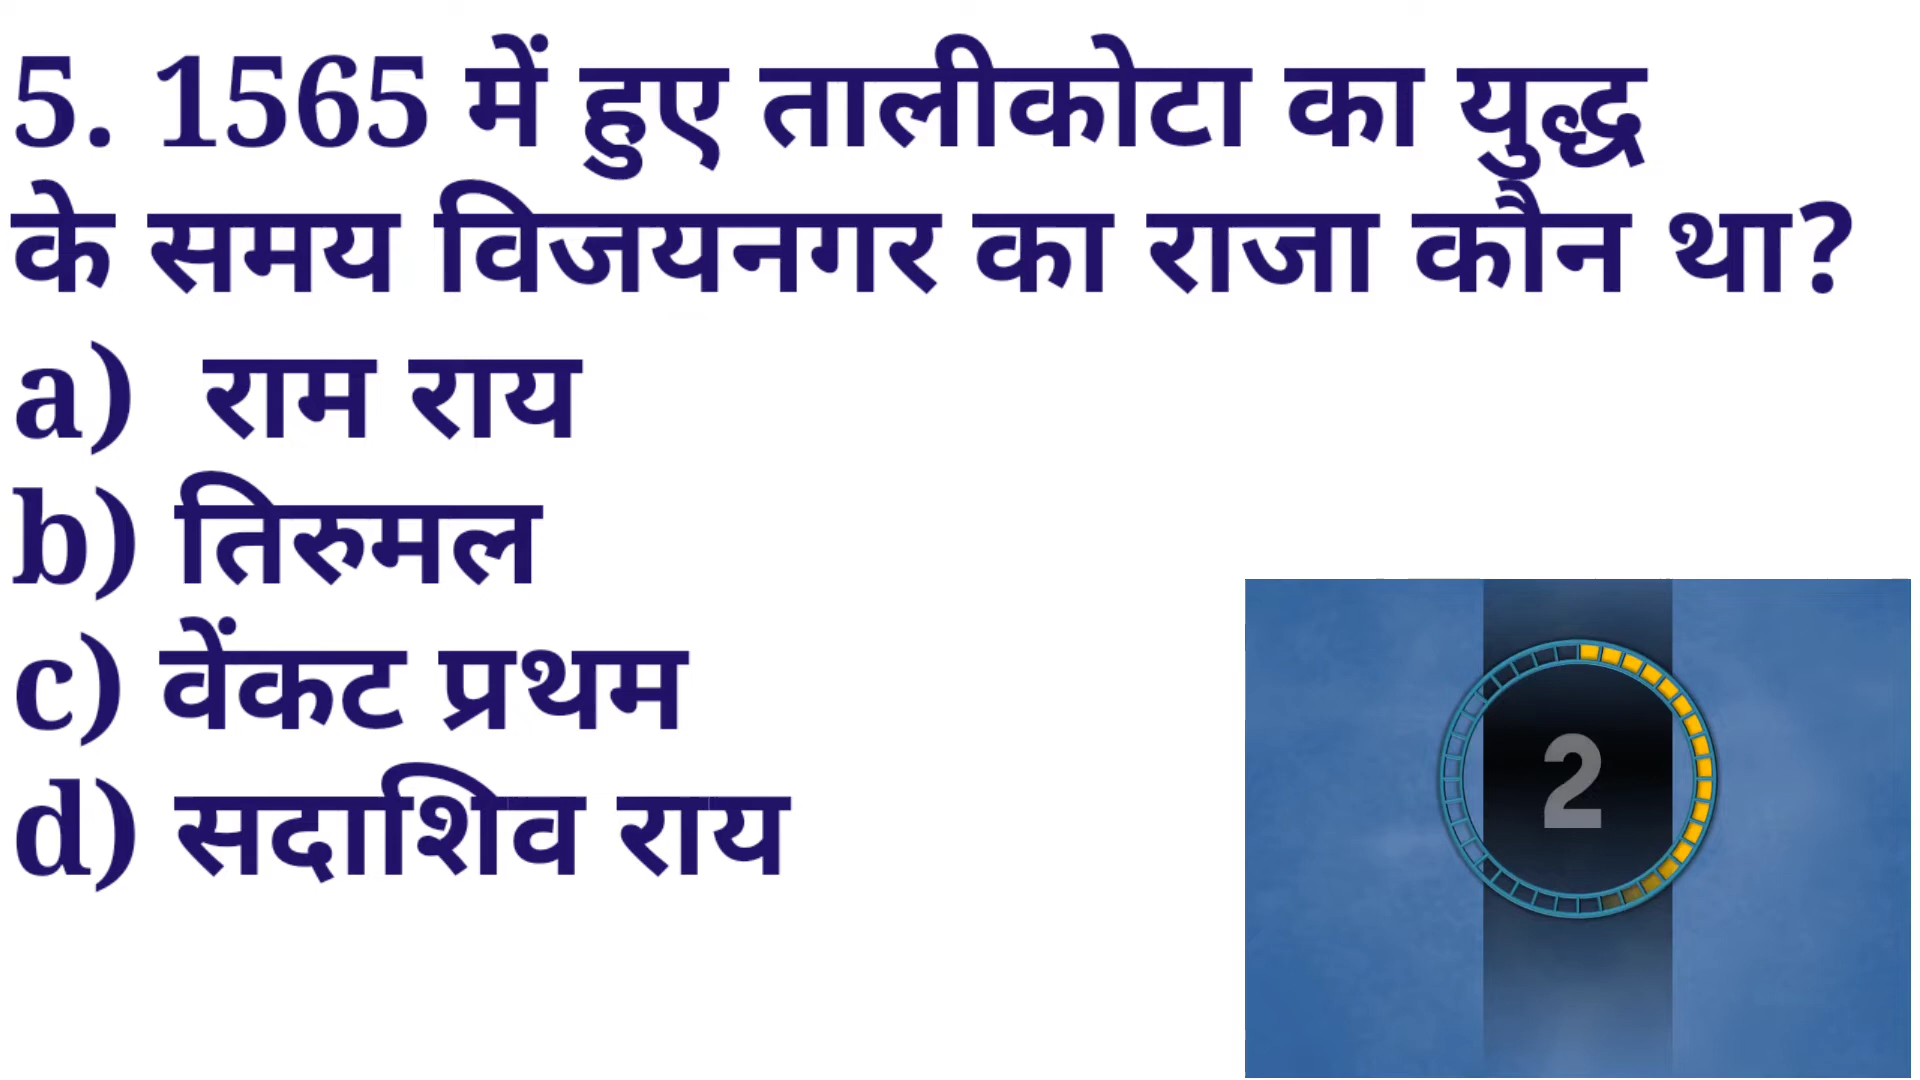 5. 1565 में हुए तालीकोटा का युद्ध
के समय विजयनगर का राजा कौन था?
a) राम राय
b) तिरुमल
c) वेंकट प्रथम
d) सदाशिव राय
2